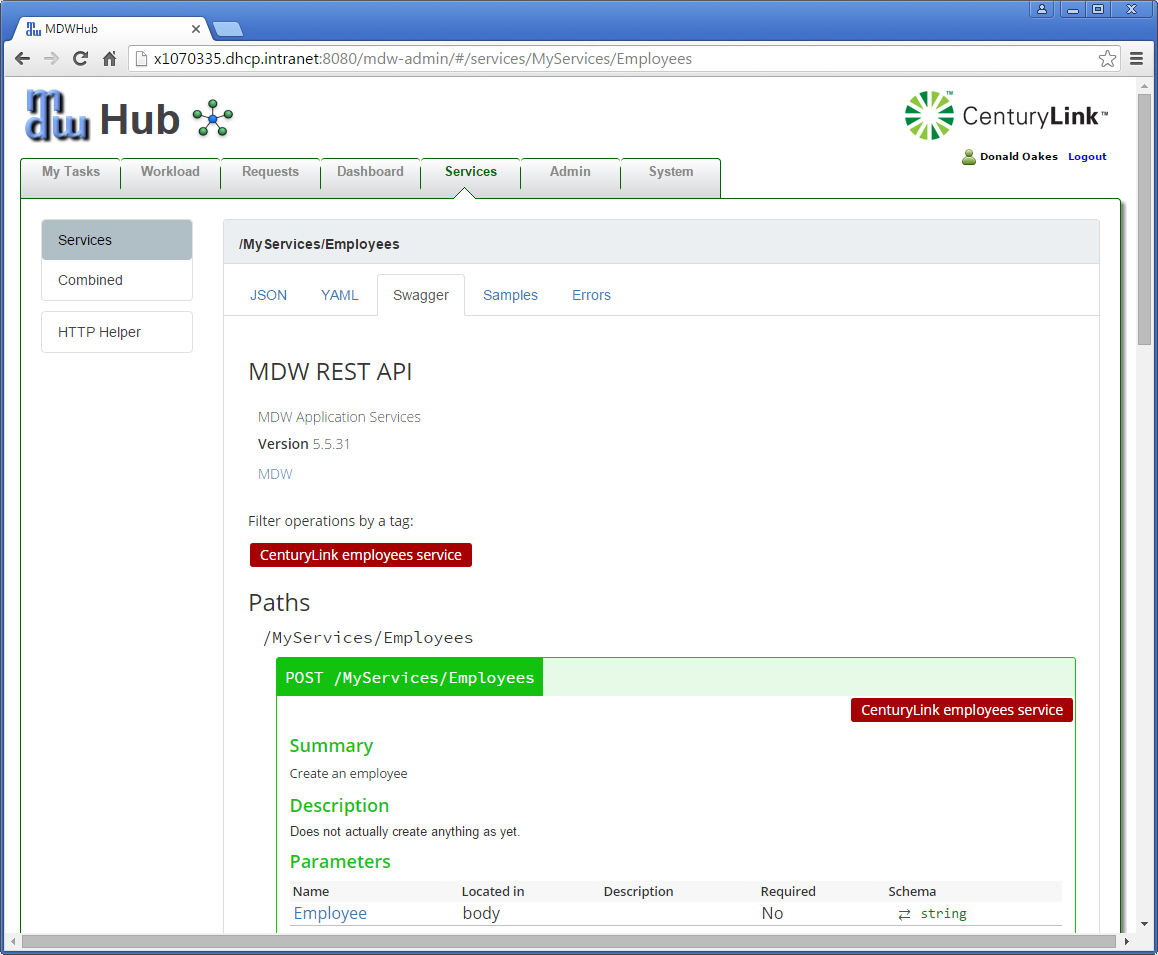 MDWHub
x1070335.dhcp.intranet:8080/mdw-admin/#/services/MyServices/Employees
mdw Hub
CenturyLink™
Donald Oakes Logout
My Tasks Workload Requests Dashboard Services Admin System
Services
Combined
HTTP Helper
/MyServices/Employees
JSON YAML Swagger Samples Errors
MDW REST API
MDW Application Services
Version 5.5.31
MDW
Filter operations by a tag:
CenturyLink employees service
Paths
/MyServices/Employees
POST /MyServices/Employees
CenturyLink employees service
Summary
Create an employee
Description
Does not actually create anything as yet.
Parameters
Name Located in Description Required Schema
Employee body No ⇄ string